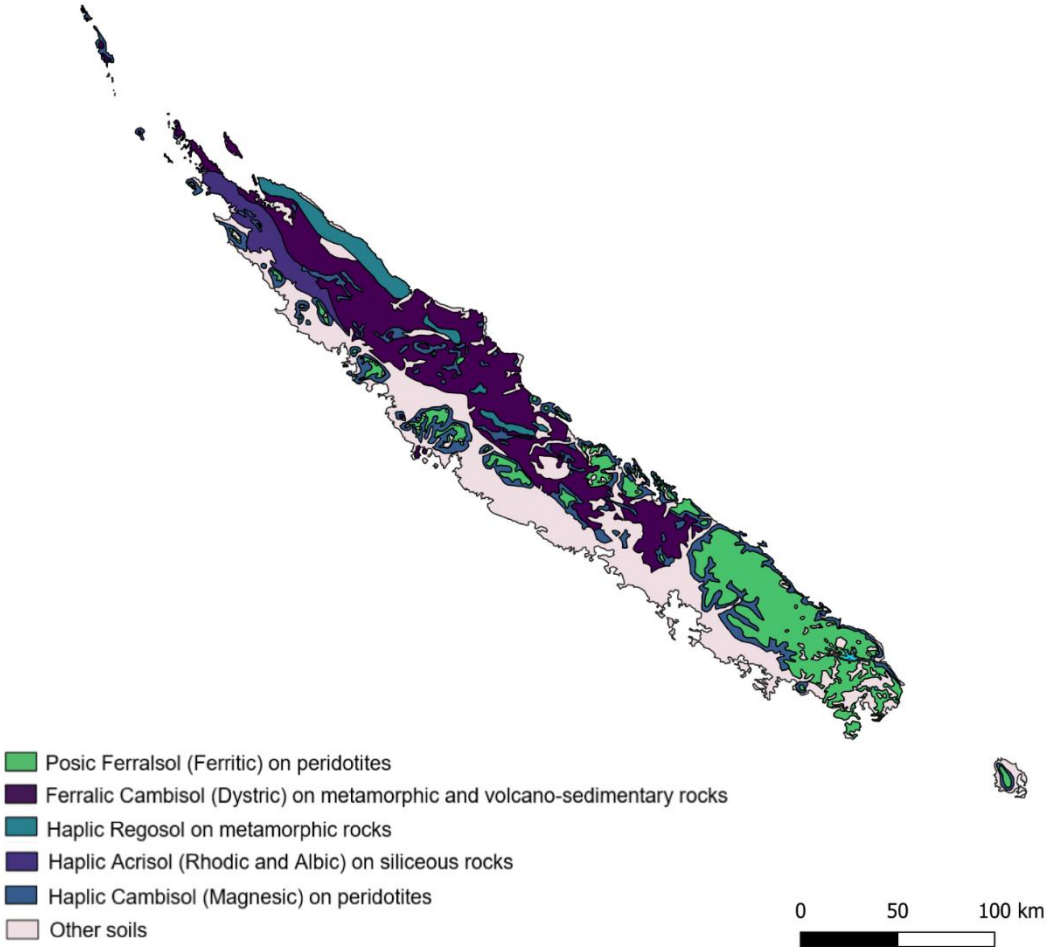 Posic Ferralsol (Ferritic) on peridotites
Ferralic Cambisol (Dystric) on metamorphic and volcano-sedimentary rocks
Haplic Regosol on metamorphic rocks
Haplic Acrisol (Rhodic and Albic) on siliceous rocks
Haplic Cambisol (Magnesic) on peridotites
Other soils
0 50 100 km